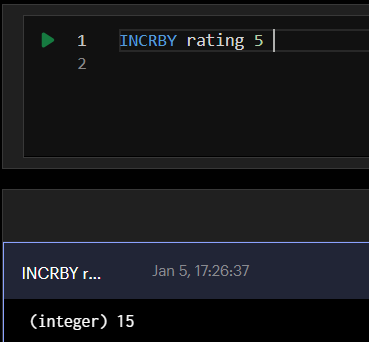 1 INCRBY rating 5
2
INCRBY r... Jan 5, 17:26:37
(integer) 15